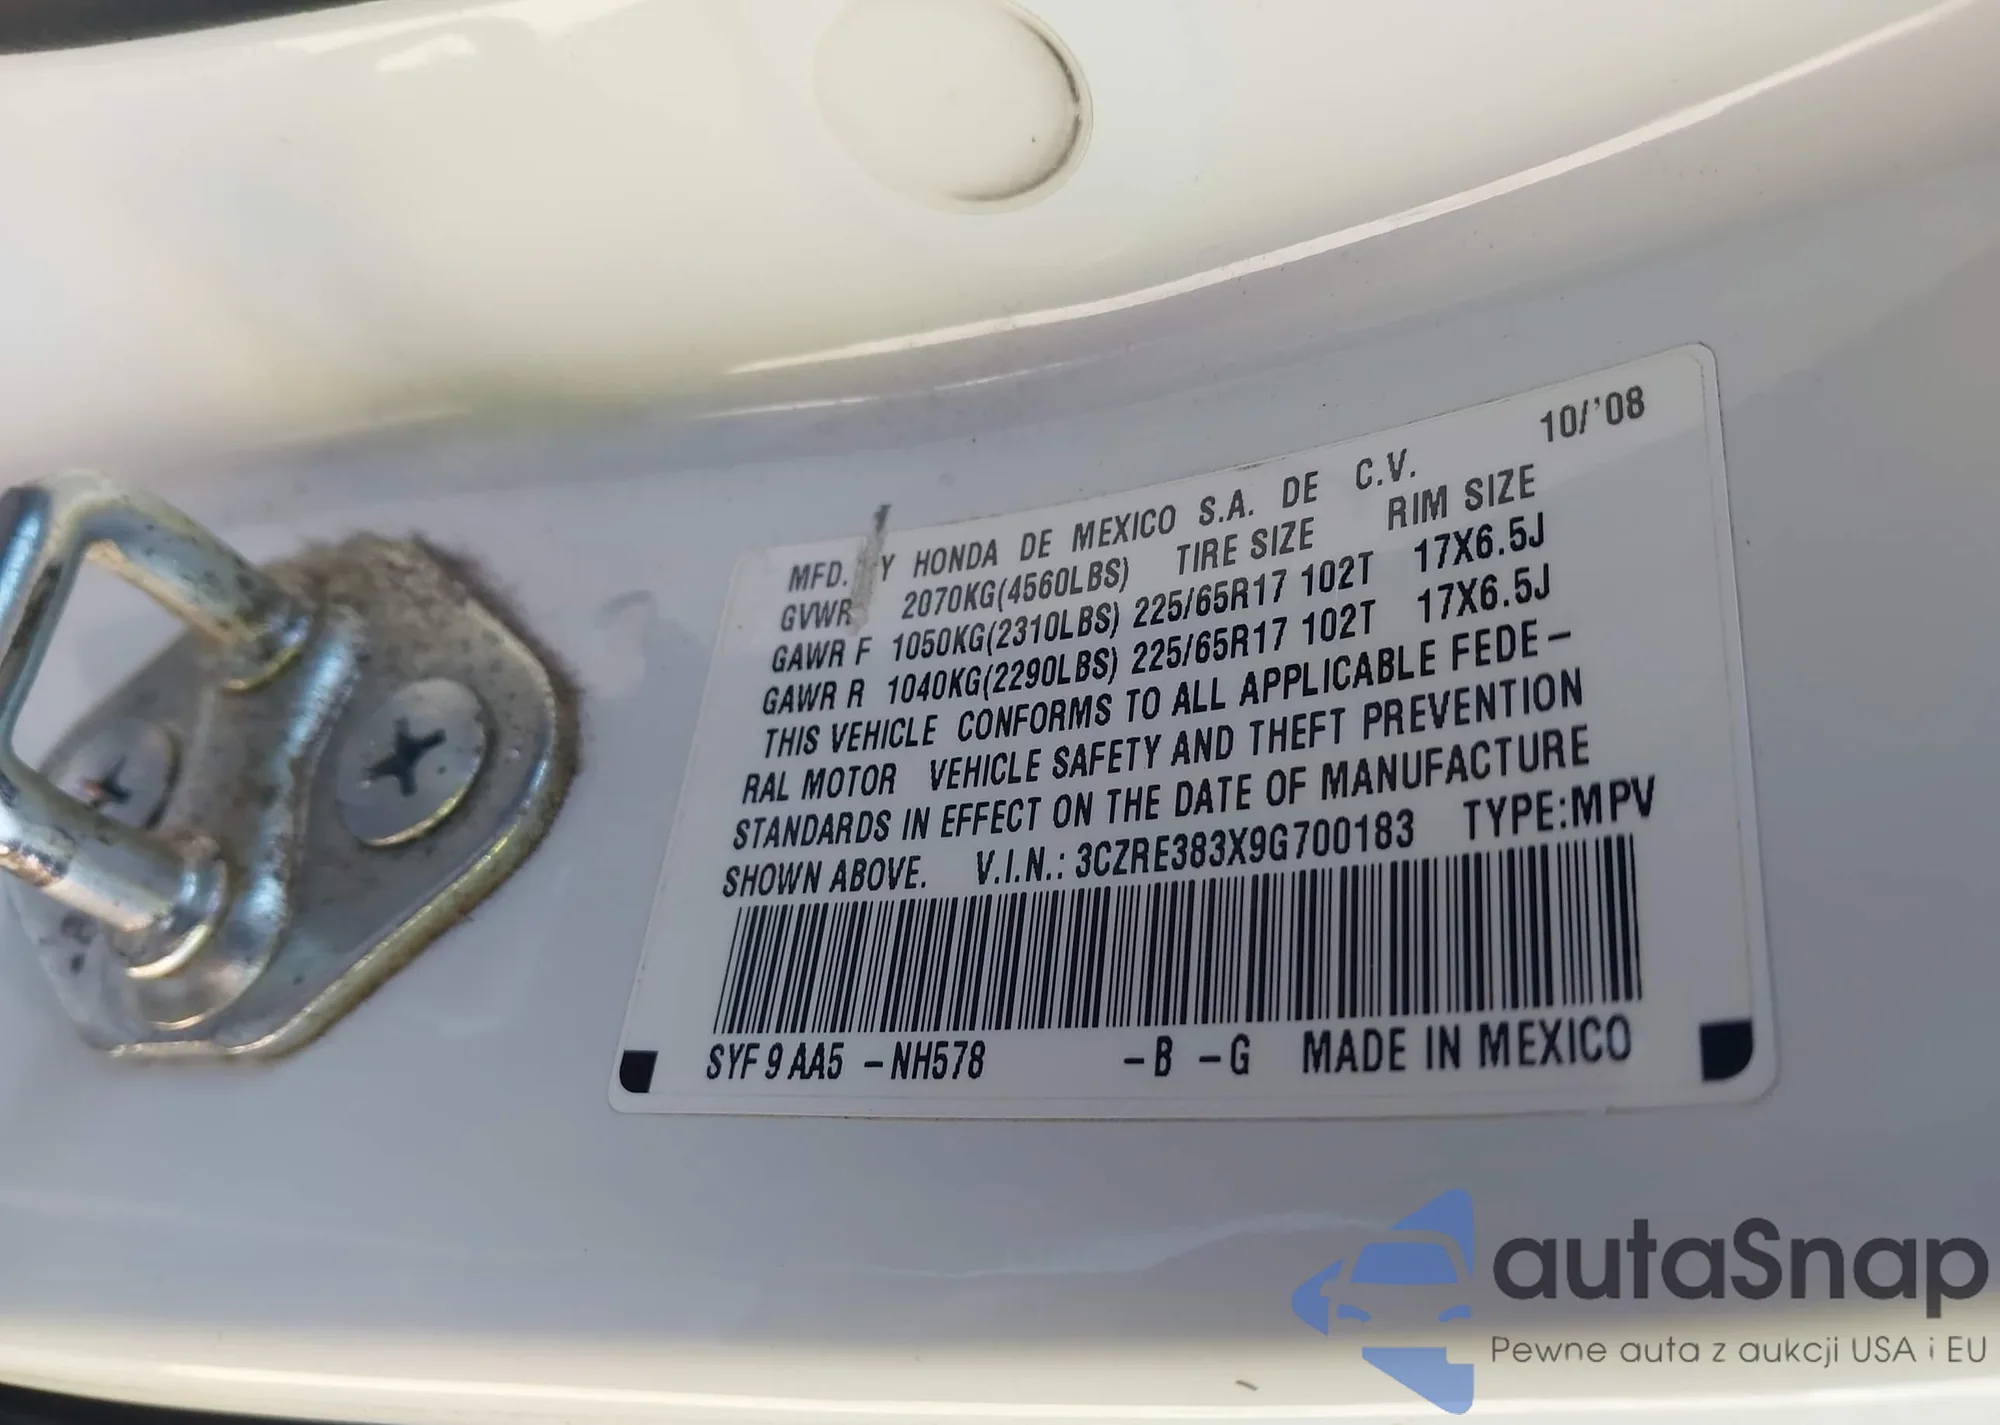 10/'08
MFD. Y HONDA DE MEXICO S.A. DE C.V.
GVWR 2070KG(4560LBS) TIRE SIZE RIM SIZE
GAWR F 1050KG(2310LBS) 225/65R17 102T 17X6.5J
GAWR R 1040KG(2290LBS) 225/65R17 102T 17X6.5J
THIS VEHICLE CONFORMS TO ALL APPLICABLE FEDE-
RAL MOTOR VEHICLE SAFETY AND THEFT PREVENTION
STANDARDS IN EFFECT ON THE DATE OF MANUFACTURE
SHOWN ABOVE. V.I.N.: 3CZRE383X9G700183 TYPE:MPV
SYF 9 AA5 -NH578 -B -G MADE IN MEXICO
autaSnap
Pewne auta z aukcji USA i EU